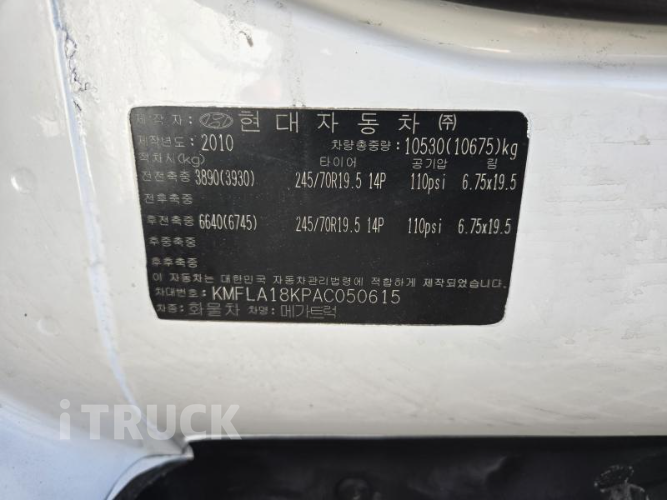 제작자: 현대자동차㈜
제작년도: 2010 차량총중량: 10530(10675)kg
적차시(kg) 타이어 공기압 림
전전축중 3890(3930) 245/70R19.5 14P 110psi 6.75x19.5
전후축중
후전축중 6640(6745) 245/70R19.5 14P 110psi 6.75x19.5
후중축중
후후축중
이 자동차는 대한민국 자동차관리법령에 적합하게 제작되었습니다.
차대번호: KMFLA18KPAC050615
차종: 화물차 차명: 메가트럭
iTRUCK